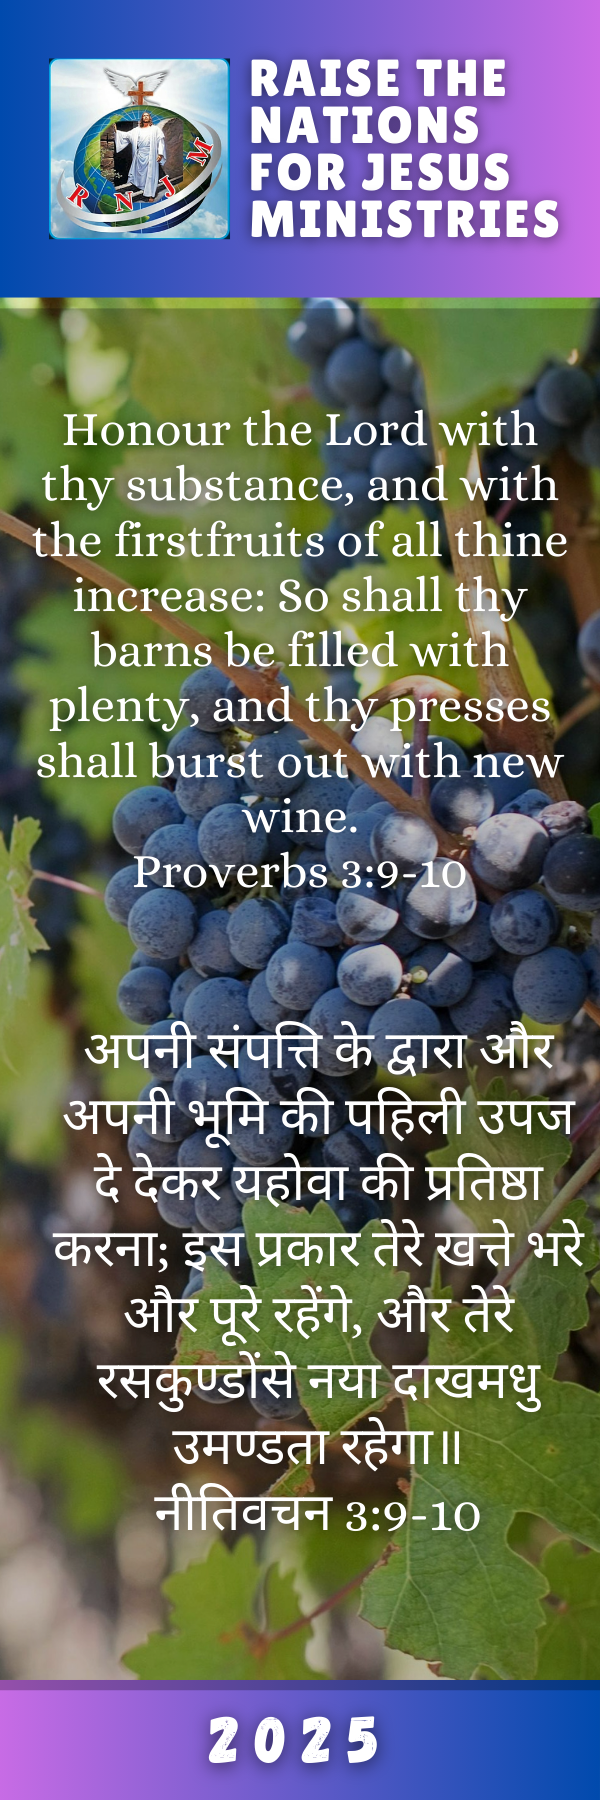 R N J M
RAISE THE
NATIONS
FOR JESUS
MINISTRIES
Honour the Lord with
thy substance, and with
the firstfruits of all thine
increase: So shall thy
barns be filled with
plenty, and thy presses
shall burst out with new
wine.
Proverbs 3:9-10
अपनी संपत्ति के द्वारा और
अपनी भूमि की पहिली उपज
दे देकर यहोवा की प्रतिष्ठा
करना; इस प्रकार तेरे खत्ते भरे
और पूरे रहेंगे, और तेरे
रसकुण्डोंसे नया दाखमधु
उमण्डता रहेगा॥
नीतिवचन 3:9-10
2025